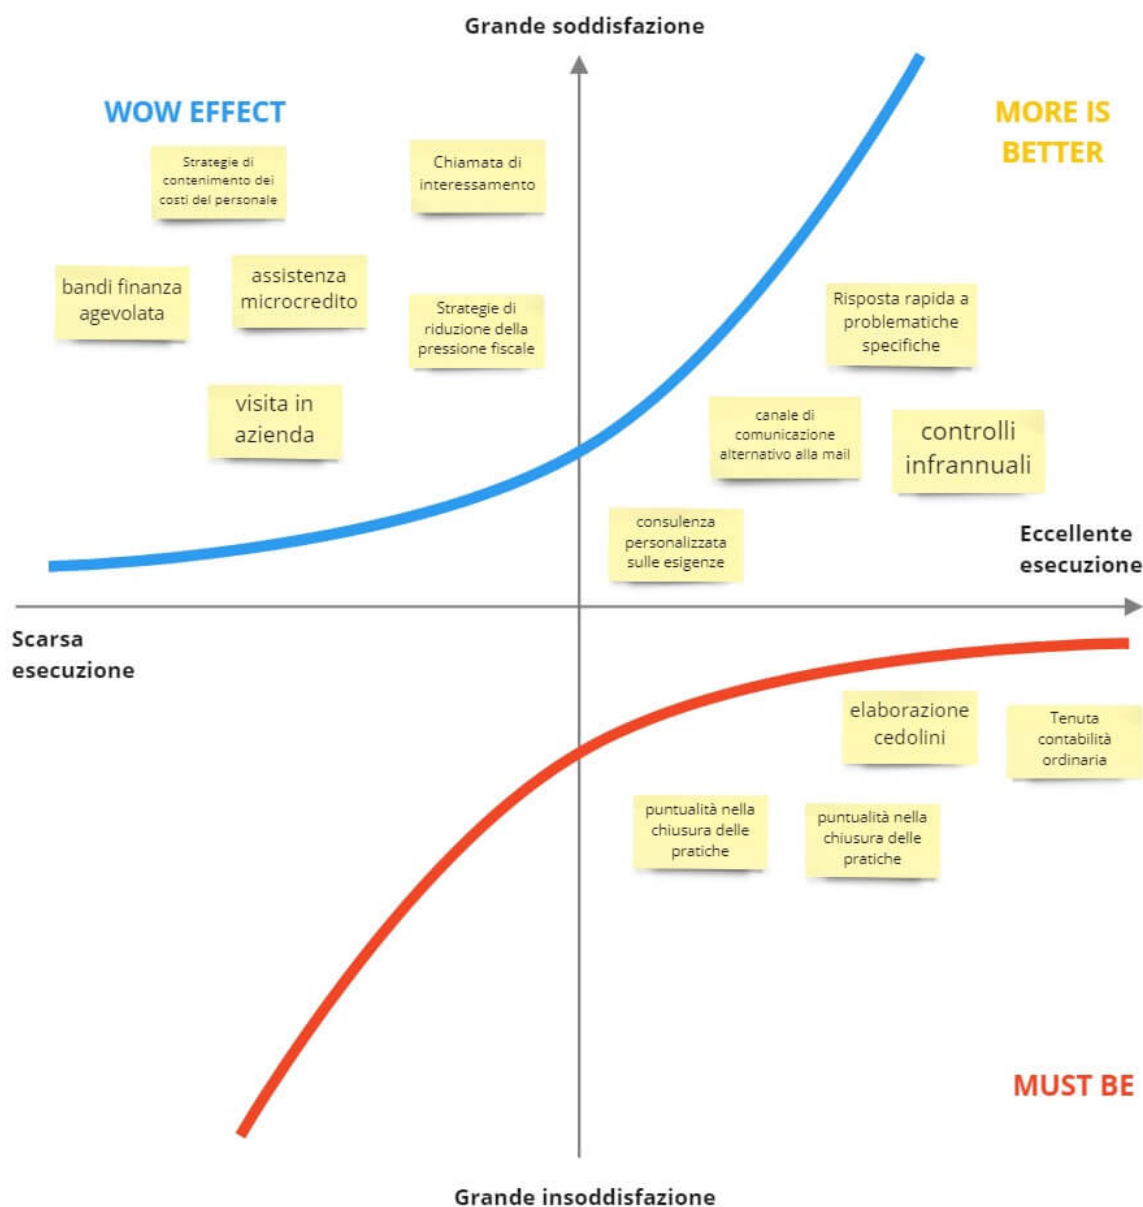 Grande soddisfazione
WOW EFFECT
MORE IS
BETTER
Strategie di
contenimento dei
costi del personale
Chiamata di
interessamento
bandi finanza
agevolata
assistenza
microcredito
Strategie di
riduzione della
pressione fiscale
visita in
azienda
Risposta rapida a
problematiche
specifiche
canale di
comunicazione
alternativo alla mail
controlli
infrannuali
consulenza
personalizzata
sulle esigenze
Eccellente
esecuzione
Scarsa
esecuzione
elaborazione
cedolini
Tenuta
contabilità
ordinaria
puntualità nella
chiusura delle
pratiche
puntualità nella
chiusura delle
pratiche
MUST BE
Grande insoddisfazione